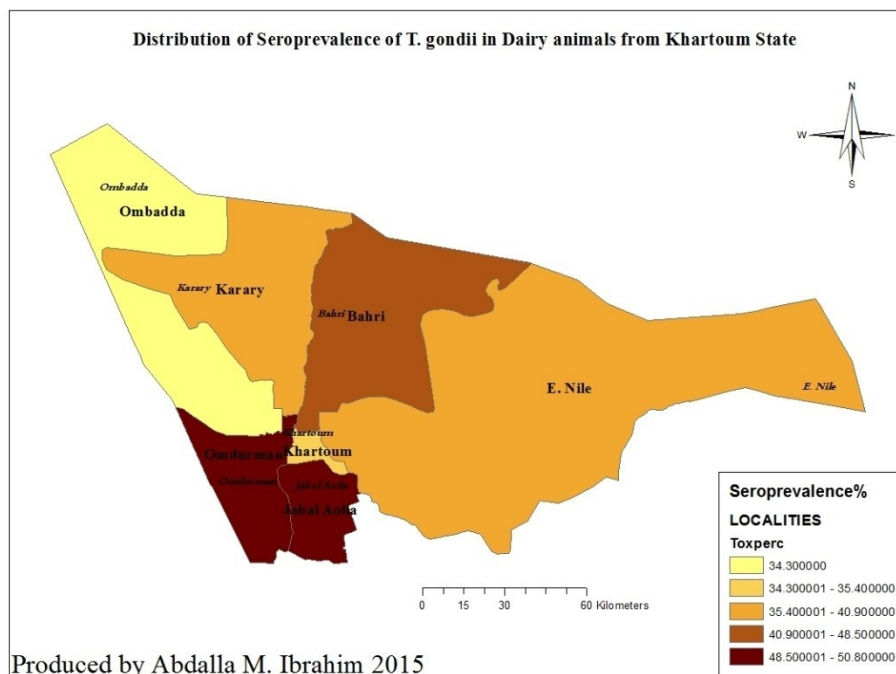 Distribution of Seroprevalence of T. gondii in Dairy animals from Khartoum State
N
W
E
S
Ombadda
Ombadda
Karary Karary
Bahri Bahri
E. Nile
E. Nile
Khartoum
Omdurman Khartoum
Omdurman
Jabal Aolia
Jabal Aolia
Seroprevalence%
LOCALITIES
Toxperc
34.300000
34.300001 - 35.400000
35.400001 - 40.900000
40.900001 - 48.500000
48.500001 - 50.800000
0 15 30 60 Kilometers
Produced by Abdalla M. Ibrahim 2015